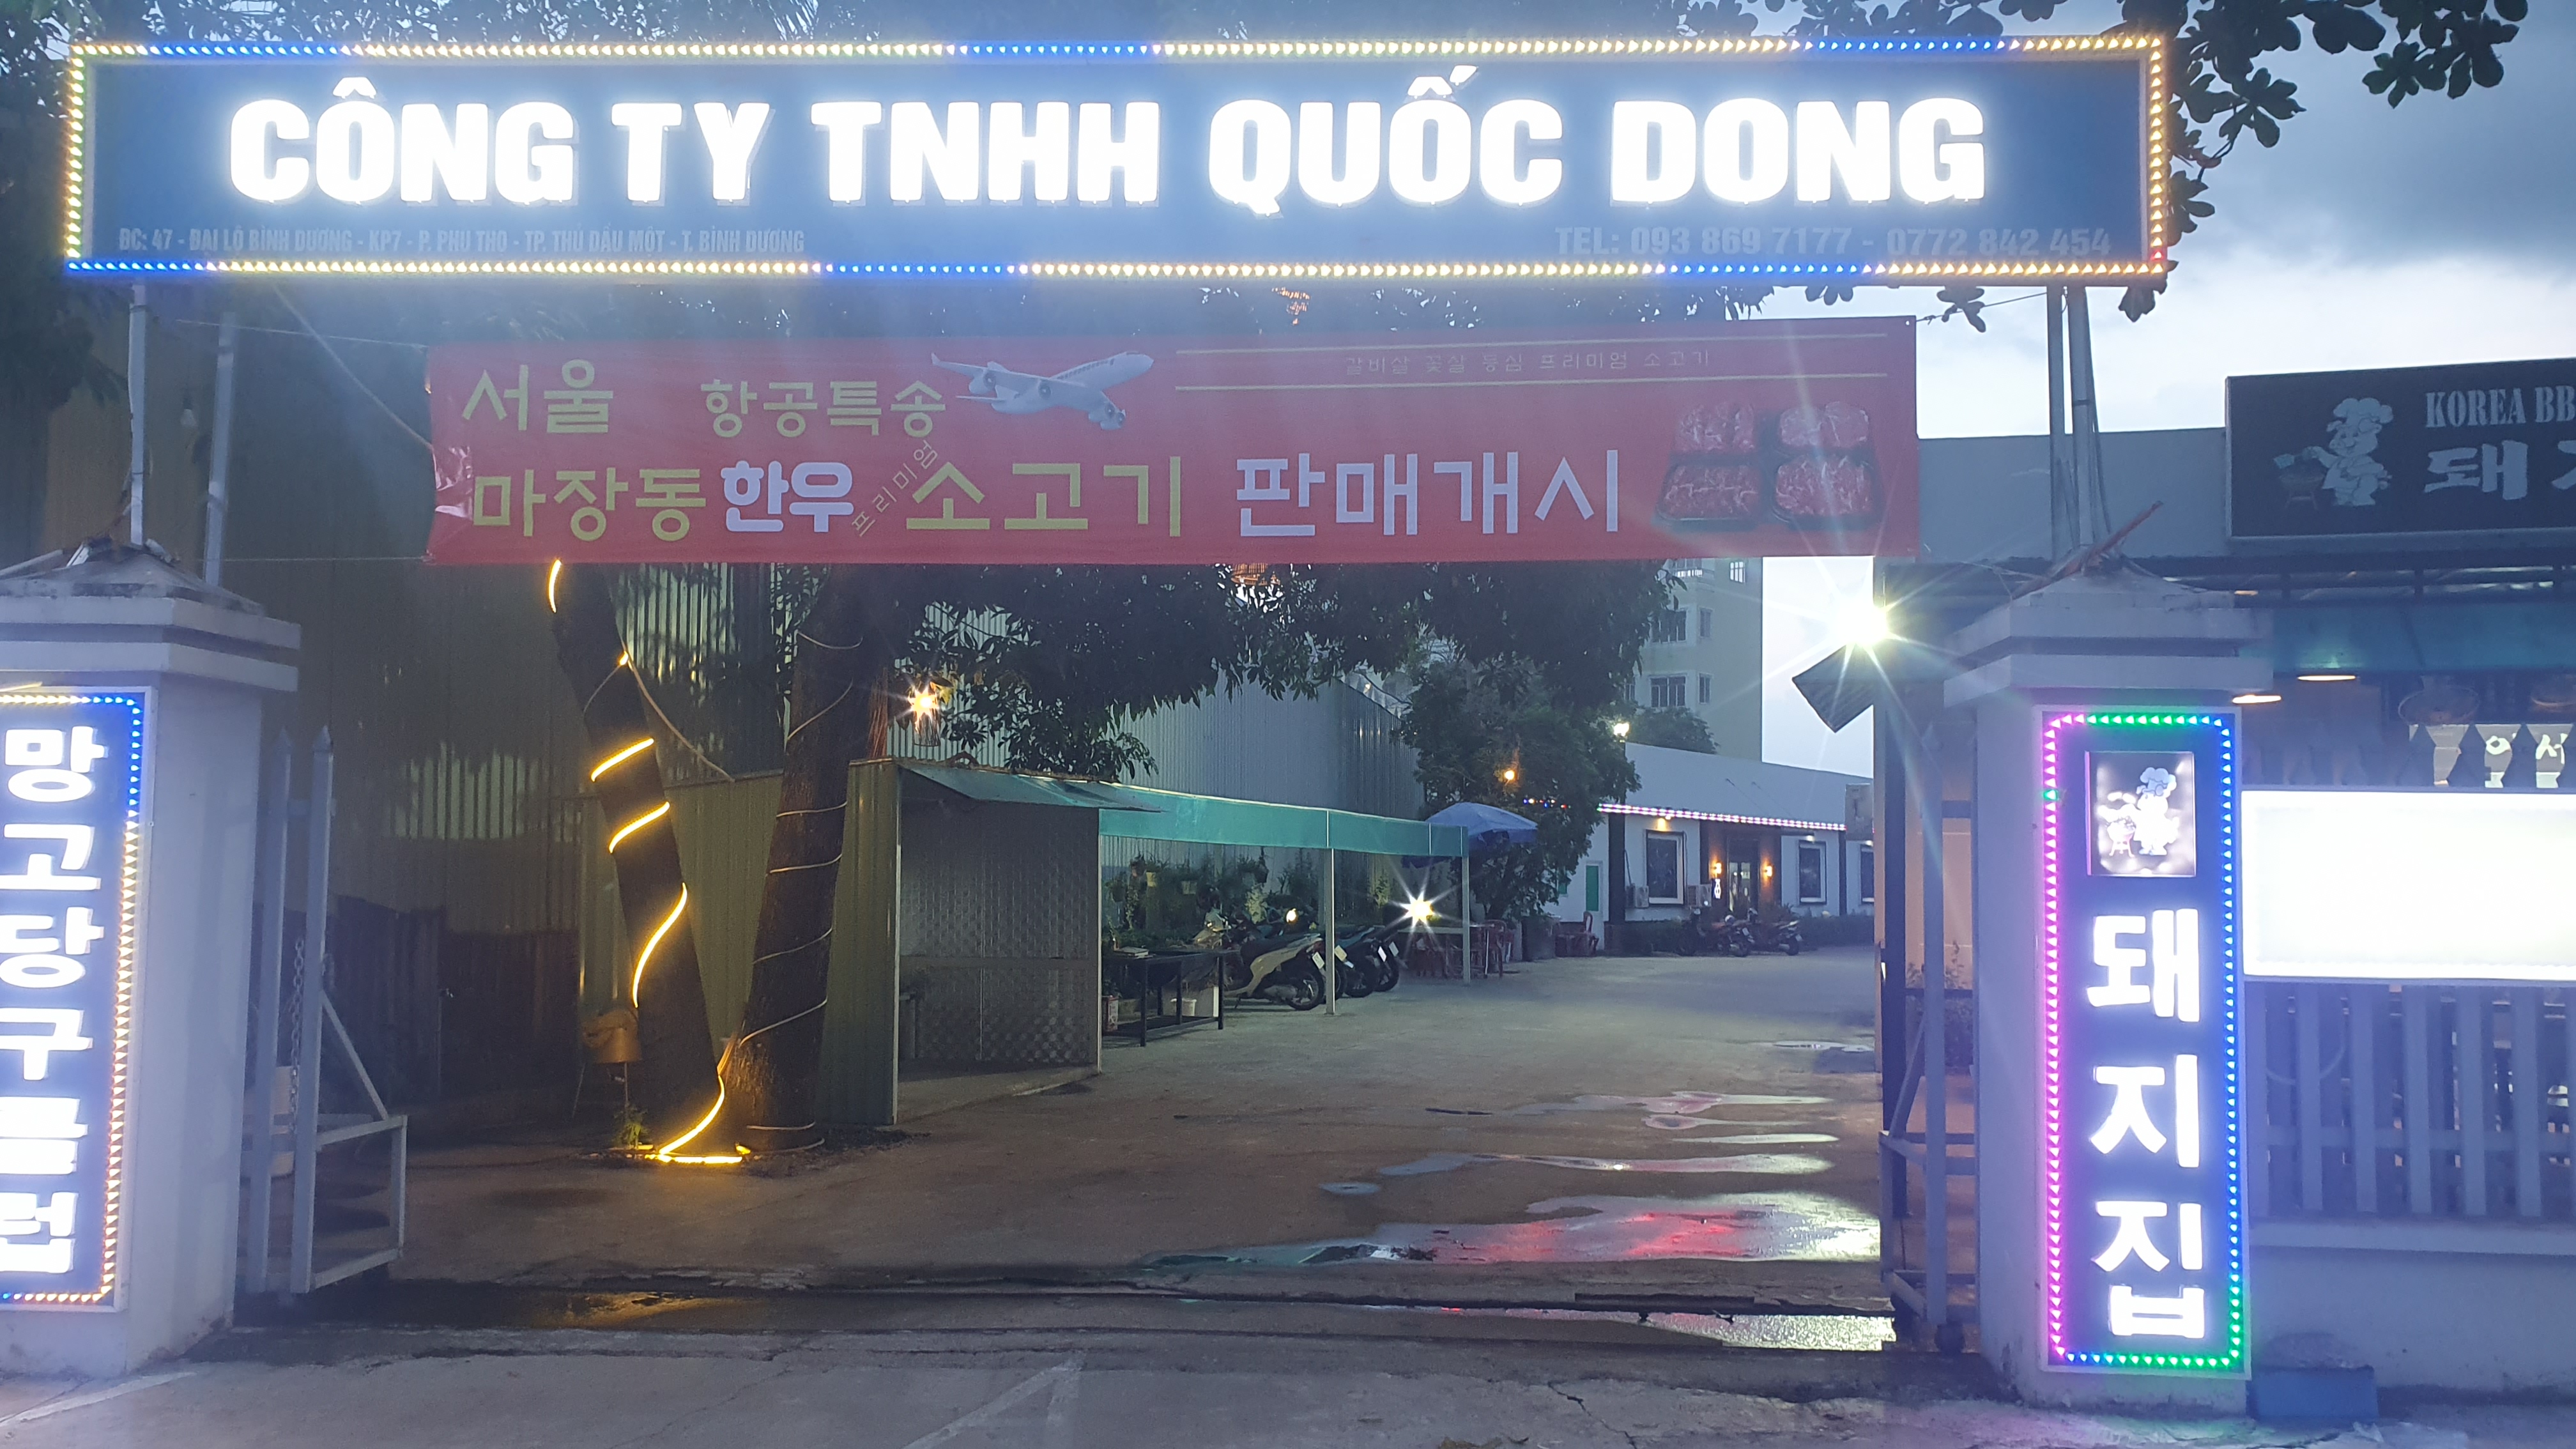 CÔNG TY TNHH QUỐC DONG
ĐC: 47 - ĐẠI LỘ BÌNH DƯƠNG - KP7 - P. PHÚ THỌ - TP. THỦ DẦU MỘT - T. BÌNH DƯƠNG
TEL: 093 869 7177 - 0772 842 454
갈비살 꽃살 등심 프리미엄 소고기
서울 항공특송
마장동 한우 프리미엄 소고기 판매개시
KOREA BB
돼지
망고당구클럽
돼지집